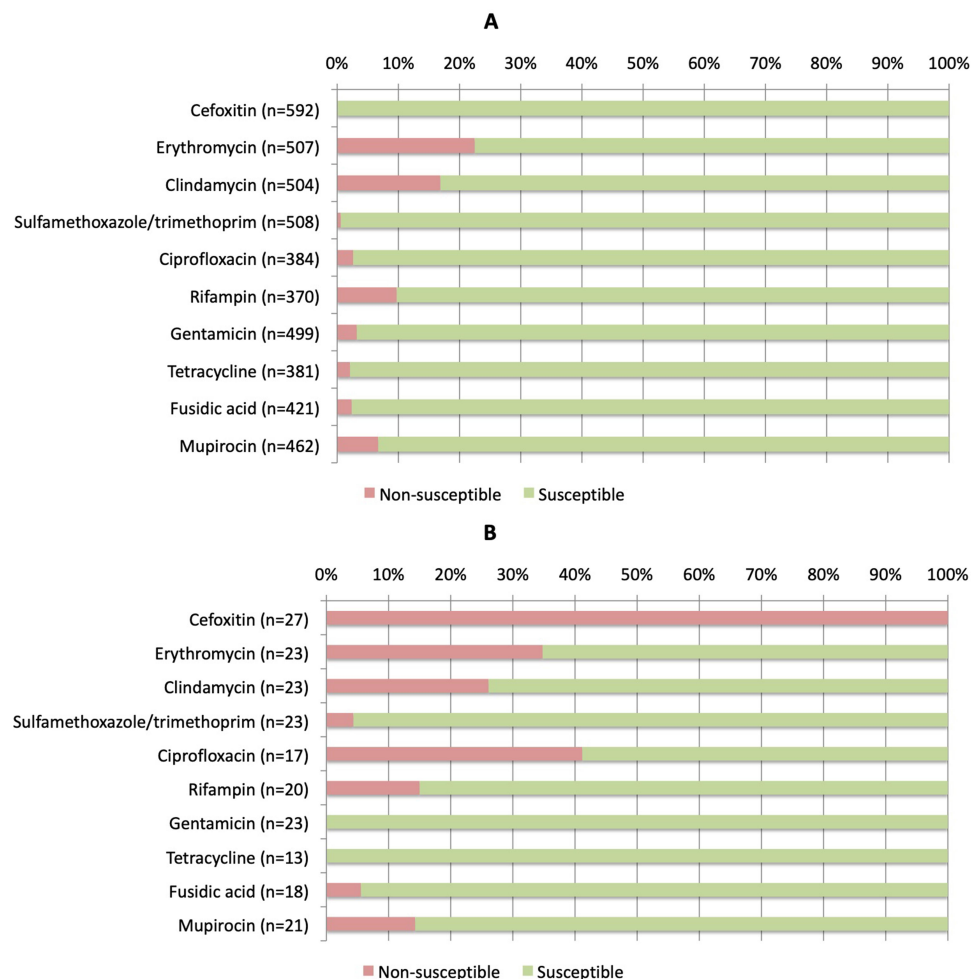 A
0% 10% 20% 30% 40% 50% 60% 70% 80% 90% 100%
Cefoxitin (n=592)
Erythromycin (n=507)
Clindamycin (n=504)
Sulfamethoxazole/trimethoprim (n=508)
Ciprofloxacin (n=384)
Rifampin (n=370)
Gentamicin (n=499)
Tetracycline (n=381)
Fusidic acid (n=421)
Mupirocin (n=462)
Non-susceptible Susceptible
B
0% 10% 20% 30% 40% 50% 60% 70% 80% 90% 100%
Cefoxitin (n=27)
Erythromycin (n=23)
Clindamycin (n=23)
Sulfamethoxazole/trimethoprim (n=23)
Ciprofloxacin (n=17)
Rifampin (n=20)
Gentamicin (n=23)
Tetracycline (n=13)
Fusidic acid (n=18)
Mupirocin (n=21)
Non-susceptible Susceptible